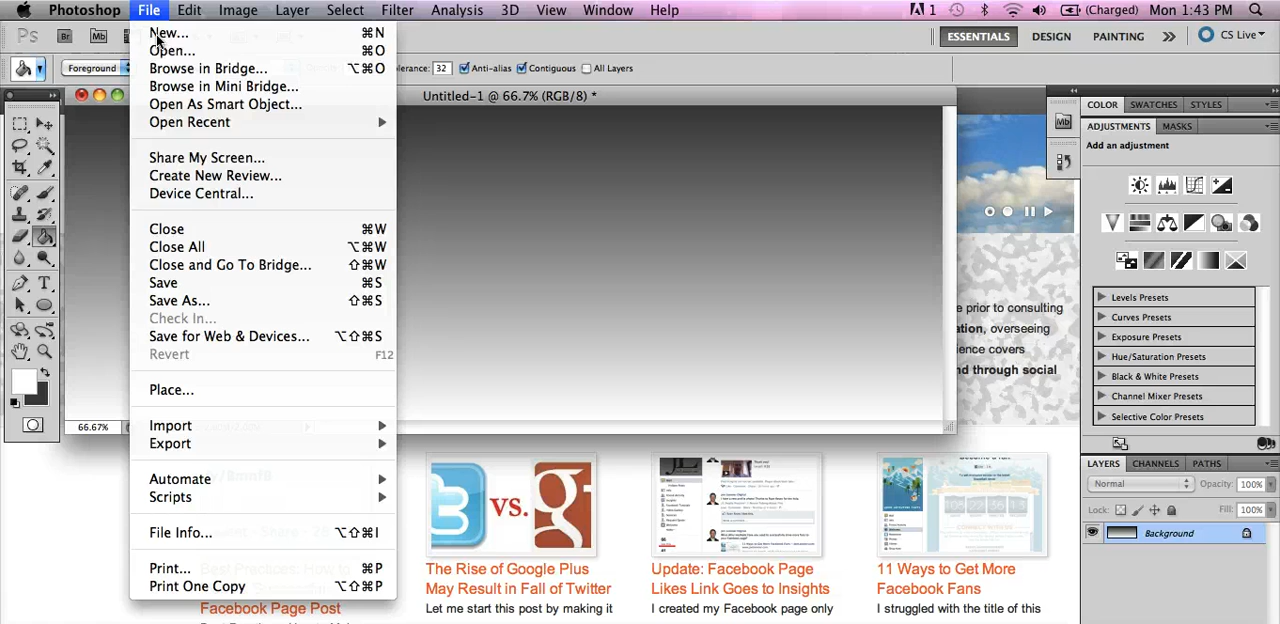 Photoshop File Edit Image Layer Select Filter Analysis 3D View Window Help 1 (Charged) Mon 1:43 PM
Ps Br Mb ESSENTIALS DESIGN PAINTING CS Live
Foreground Tolerance: 32 Anti-alias Contiguous All Layers
Untitled-1 @ 66.7% (RGB/8) *
New... ⌘N
Open... ⌘O
Browse in Bridge... ⌥⌘O
Browse in Mini Bridge...
Open As Smart Object...
Open Recent
Share My Screen...
Create New Review...
Device Central...
Close ⌘W
Close All ⌥⌘W
Close and Go To Bridge... ⇧⌘W
Save ⌘S
Save As... ⇧⌘S
Check In...
Save for Web & Devices... ⌥⇧⌘S
Revert F12
Place...
Import
Export
Automate
Scripts
File Info... ⌥⇧⌘I
Print... ⌘P
Print One Copy ⌥⇧⌘P
66.67%
Mb
COLOR SWATCHES STYLES
ADJUSTMENTS MASKS
Add an adjustment
Levels Presets
Curves Presets
Exposure Presets
Hue/Saturation Presets
Black & White Presets
Channel Mixer Presets
Selective Color Presets
LAYERS CHANNELS PATHS
Normal Opacity: 100%
Lock: Fill: 100%
Background
prior to consulting
overseeing
covers
through social
vs.
Facebook Page Post
The Rise of Google Plus
May Result in Fall of Twitter
Let me start this post by making it
Update: Facebook Page
Likes Link Goes to Insights
I created my Facebook page only
11 Ways to Get More
Facebook Fans
I struggled with the title of this